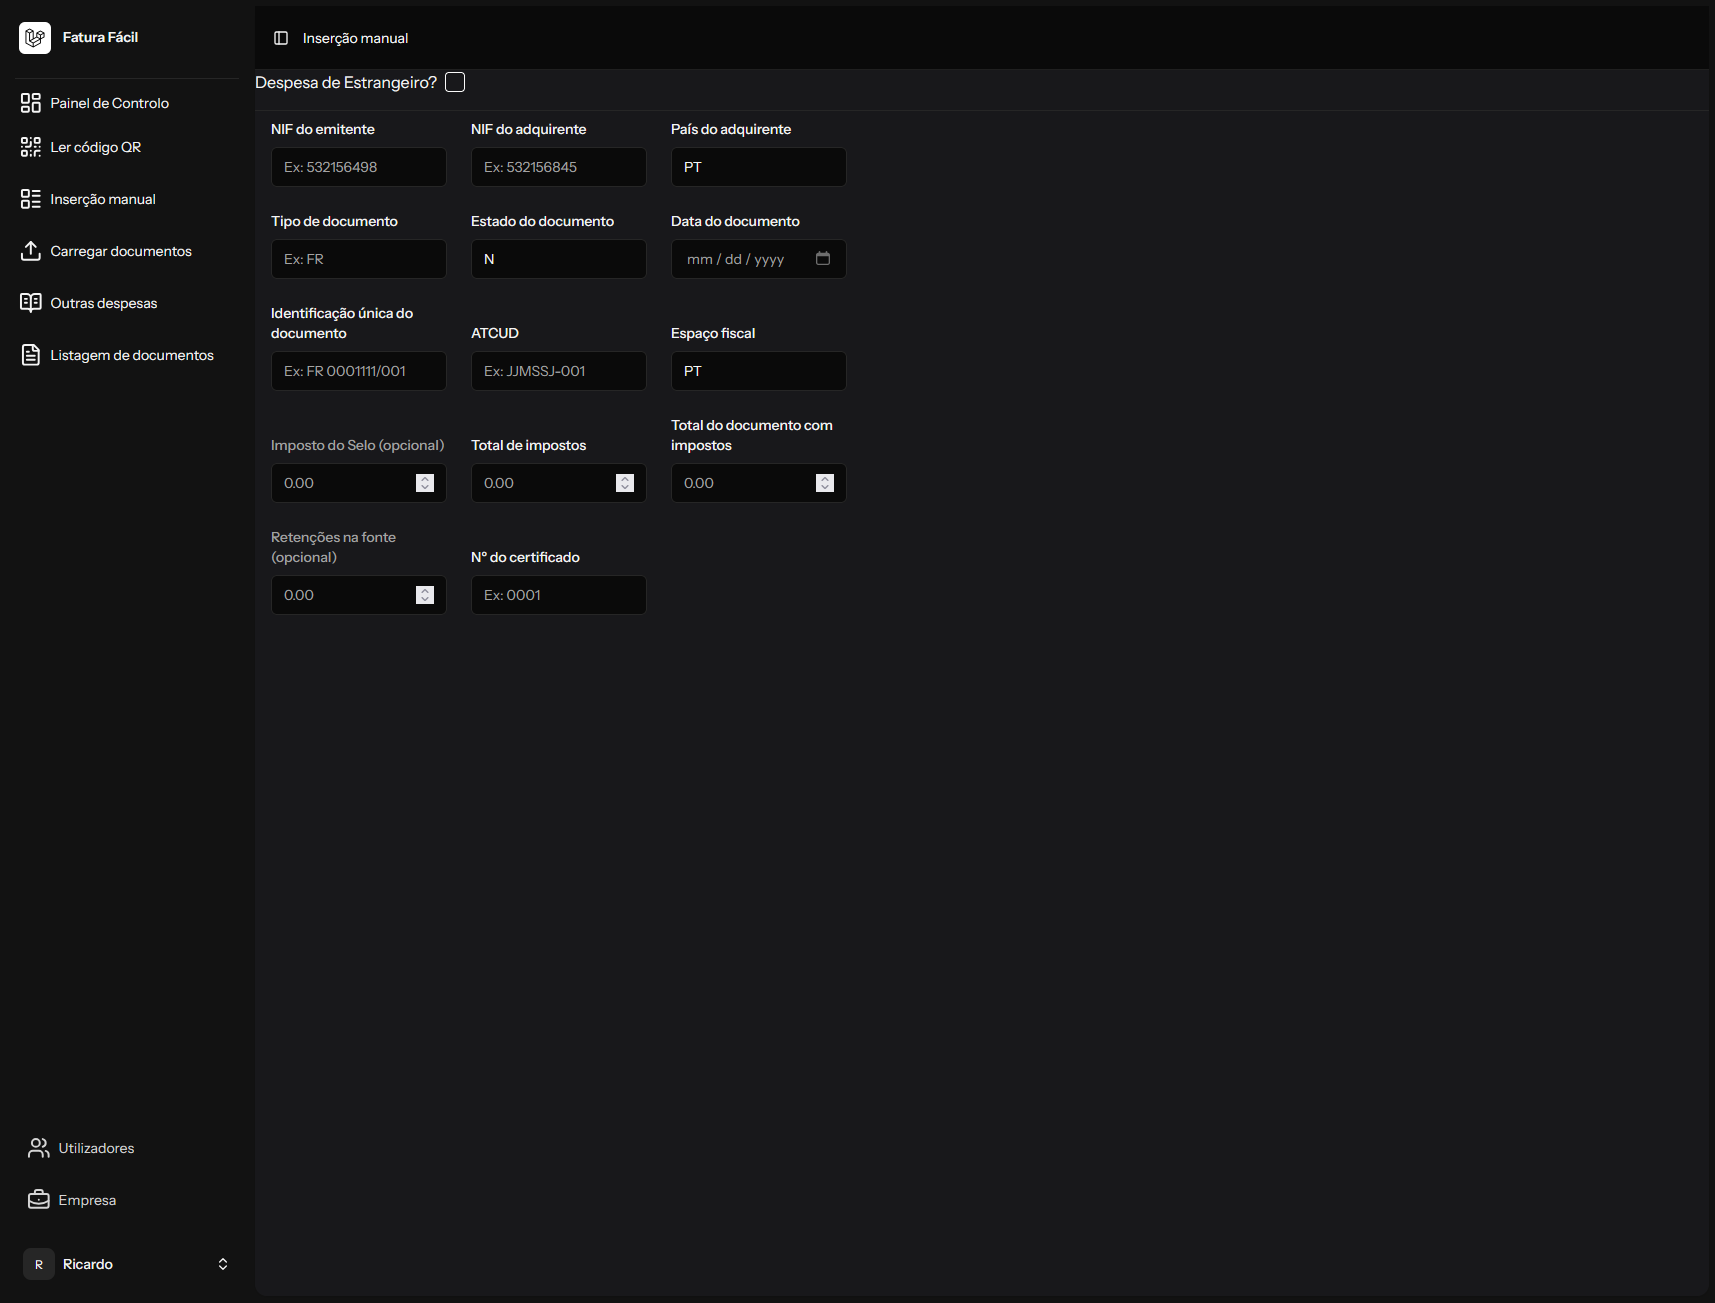 Fatura Fácil
Painel de Controlo
Ler código QR
Inserção manual
Carregar documentos
Outras despesas
Listagem de documentos
Utilizadores
Empresa
R
Ricardo
Inserção manual
Despesa de Estrangeiro?
NIF do emitente
Ex: 532156498
NIF do adquirente
Ex: 532156845
País do adquirente
PT
Tipo de documento
Ex: FR
Estado do documento
N
Data do documento
mm / dd / yyyy
Identificação única do
documento
Ex: FR 0001111/001
ATCUD
Ex: JJMSSJ-001
Espaço fiscal
PT
Imposto do Selo (opcional)
0.00
Total de impostos
0.00
Total do documento com
impostos
0.00
Retenções na fonte
(opcional)
0.00
Nº do certificado
Ex: 0001